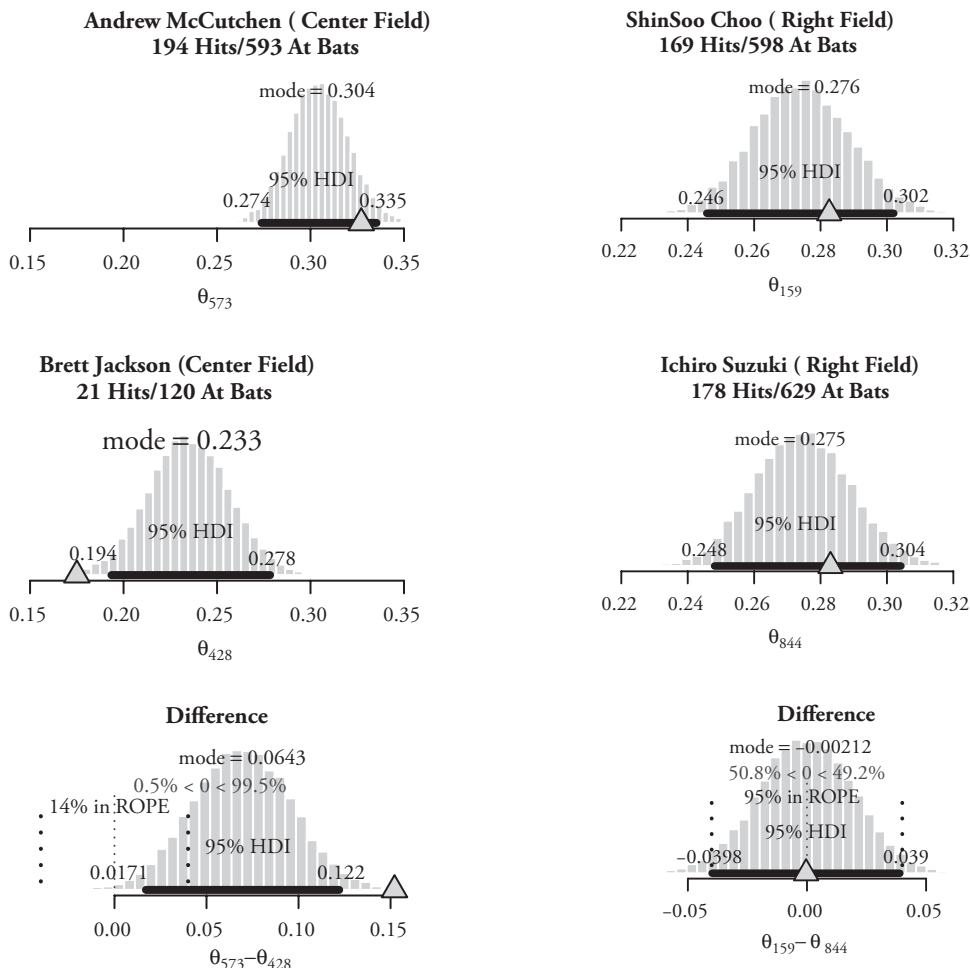 Andrew McCutchen ( Center Field)
194 Hits/593 At Bats
mode = 0.304
95% HDI
0.274
0.335
0.15 0.20 0.25 0.30 0.35
θ573
ShinSoo Choo ( Right Field)
169 Hits/598 At Bats
mode = 0.276
95% HDI
0.246
0.302
0.22 0.24 0.26 0.28 0.30 0.32
θ159
Brett Jackson (Center Field)
21 Hits/120 At Bats
mode = 0.233
95% HDI
0.194
0.278
0.15 0.20 0.25 0.30 0.35
θ428
Ichiro Suzuki ( Right Field)
178 Hits/629 At Bats
mode = 0.275
95% HDI
0.248
0.304
0.22 0.24 0.26 0.28 0.30 0.32
θ844
Difference
mode = 0.0643
0.5% < 0 < 99.5%
14% in ROPE
95% HDI
0.0171
0.122
0.00 0.05 0.10 0.15
θ573–θ428
Difference
mode = –0.00212
50.8% < 0 < 49.2%
95% in ROPE
95% HDI
–0.0398
0.039
–0.05 0.00 0.05
θ159– θ 844